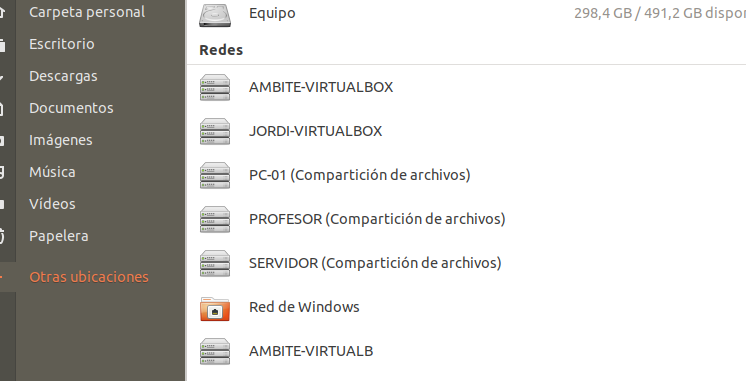 Carpeta personal
Escritorio
Descargas
Documentos
Imágenes
Música
Vídeos
Papelera
Otras ubicaciones
Equipo 298,4 GB / 491,2 GB dispon
Redes
AMBITE-VIRTUALBOX
JORDI-VIRTUALBOX
PC-01 (Compartición de archivos)
PROFESOR (Compartición de archivos)
SERVIDOR (Compartición de archivos)
Red de Windows
AMBITE-VIRTUALB